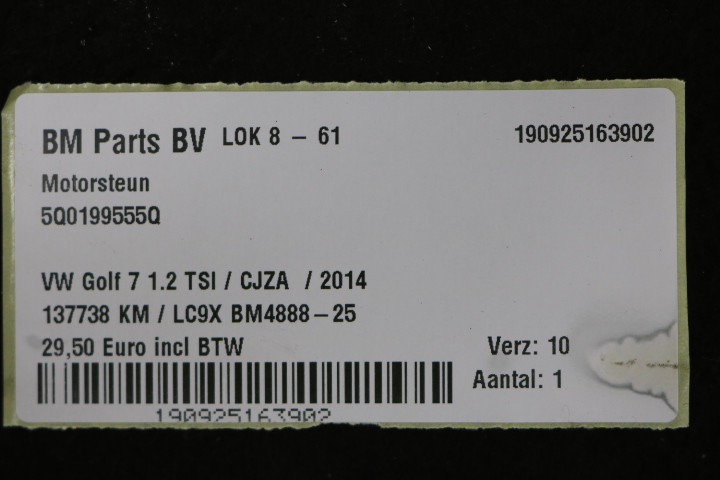 BM Parts BV LOK 8 - 61 190925163902
Motorsteun
5Q0199555Q
VW Golf 7 1.2 TSI / CJZA / 2014
137738 KM / LC9X BM4888-25
29,50 Euro incl BTW Verz: 10
Aantal: 1
190925163902